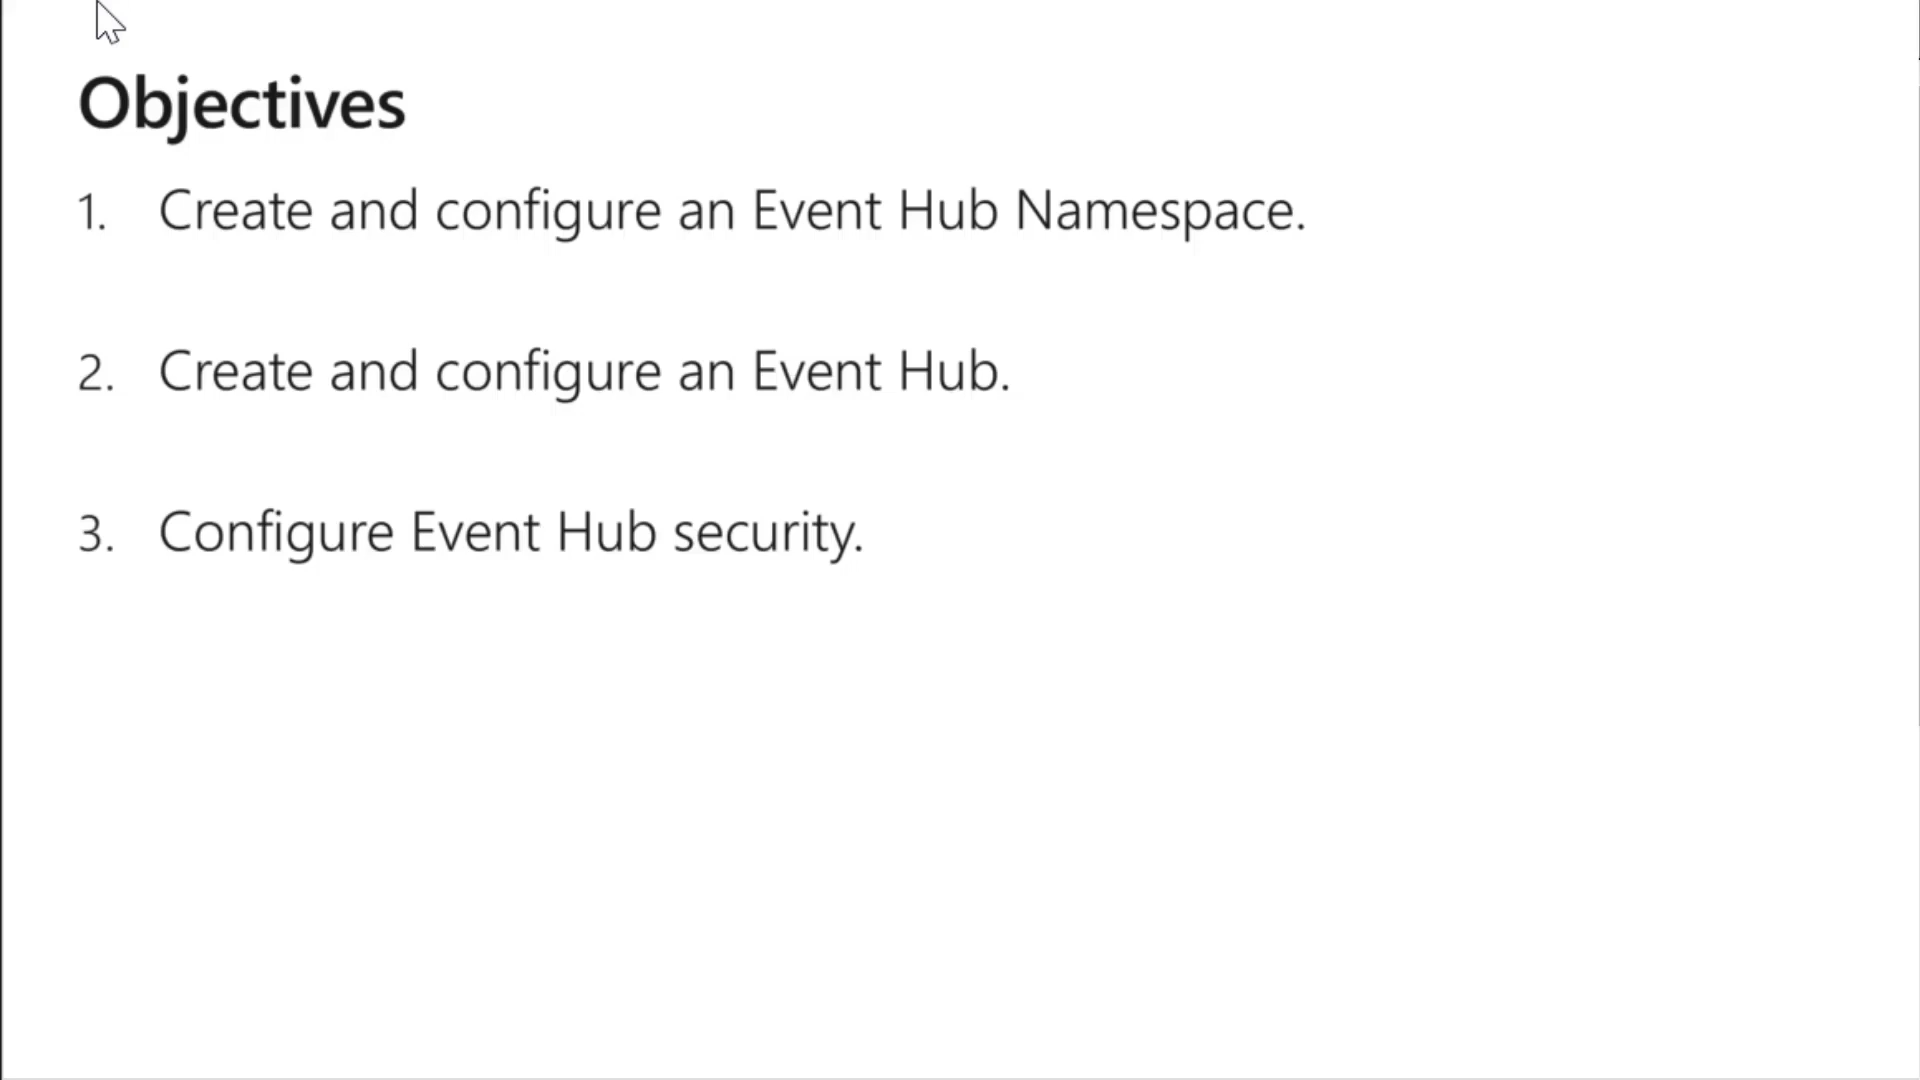 Objectives
1. Create and configure an Event Hub Namespace.
2. Create and configure an Event Hub.
3. Configure Event Hub security.